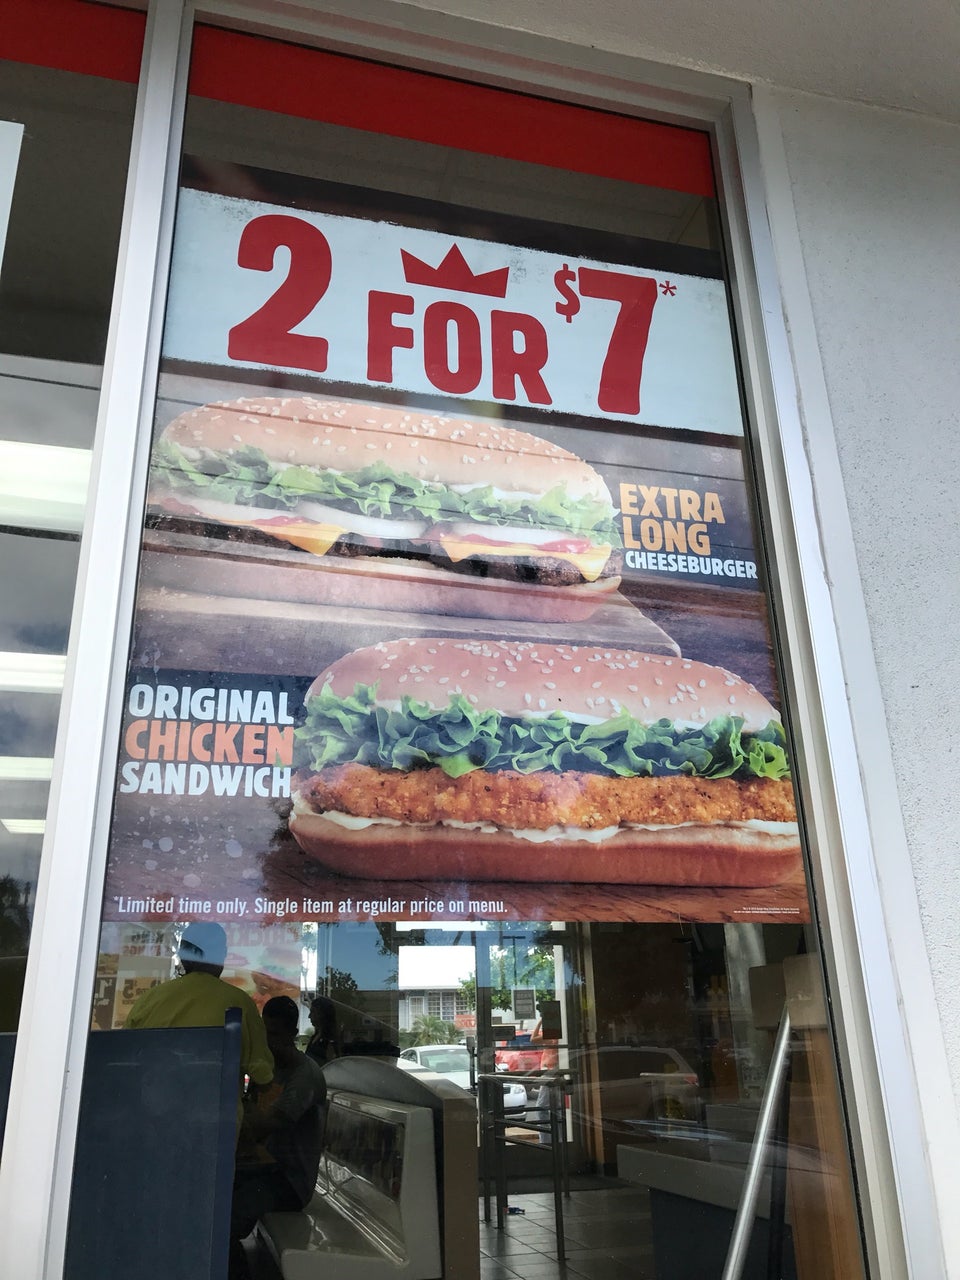 2 FOR $7*
EXTRA
LONG
CHEESEBURGER
ORIGINAL
CHICKEN
SANDWICH
*Limited time only. Single item at regular price on menu.